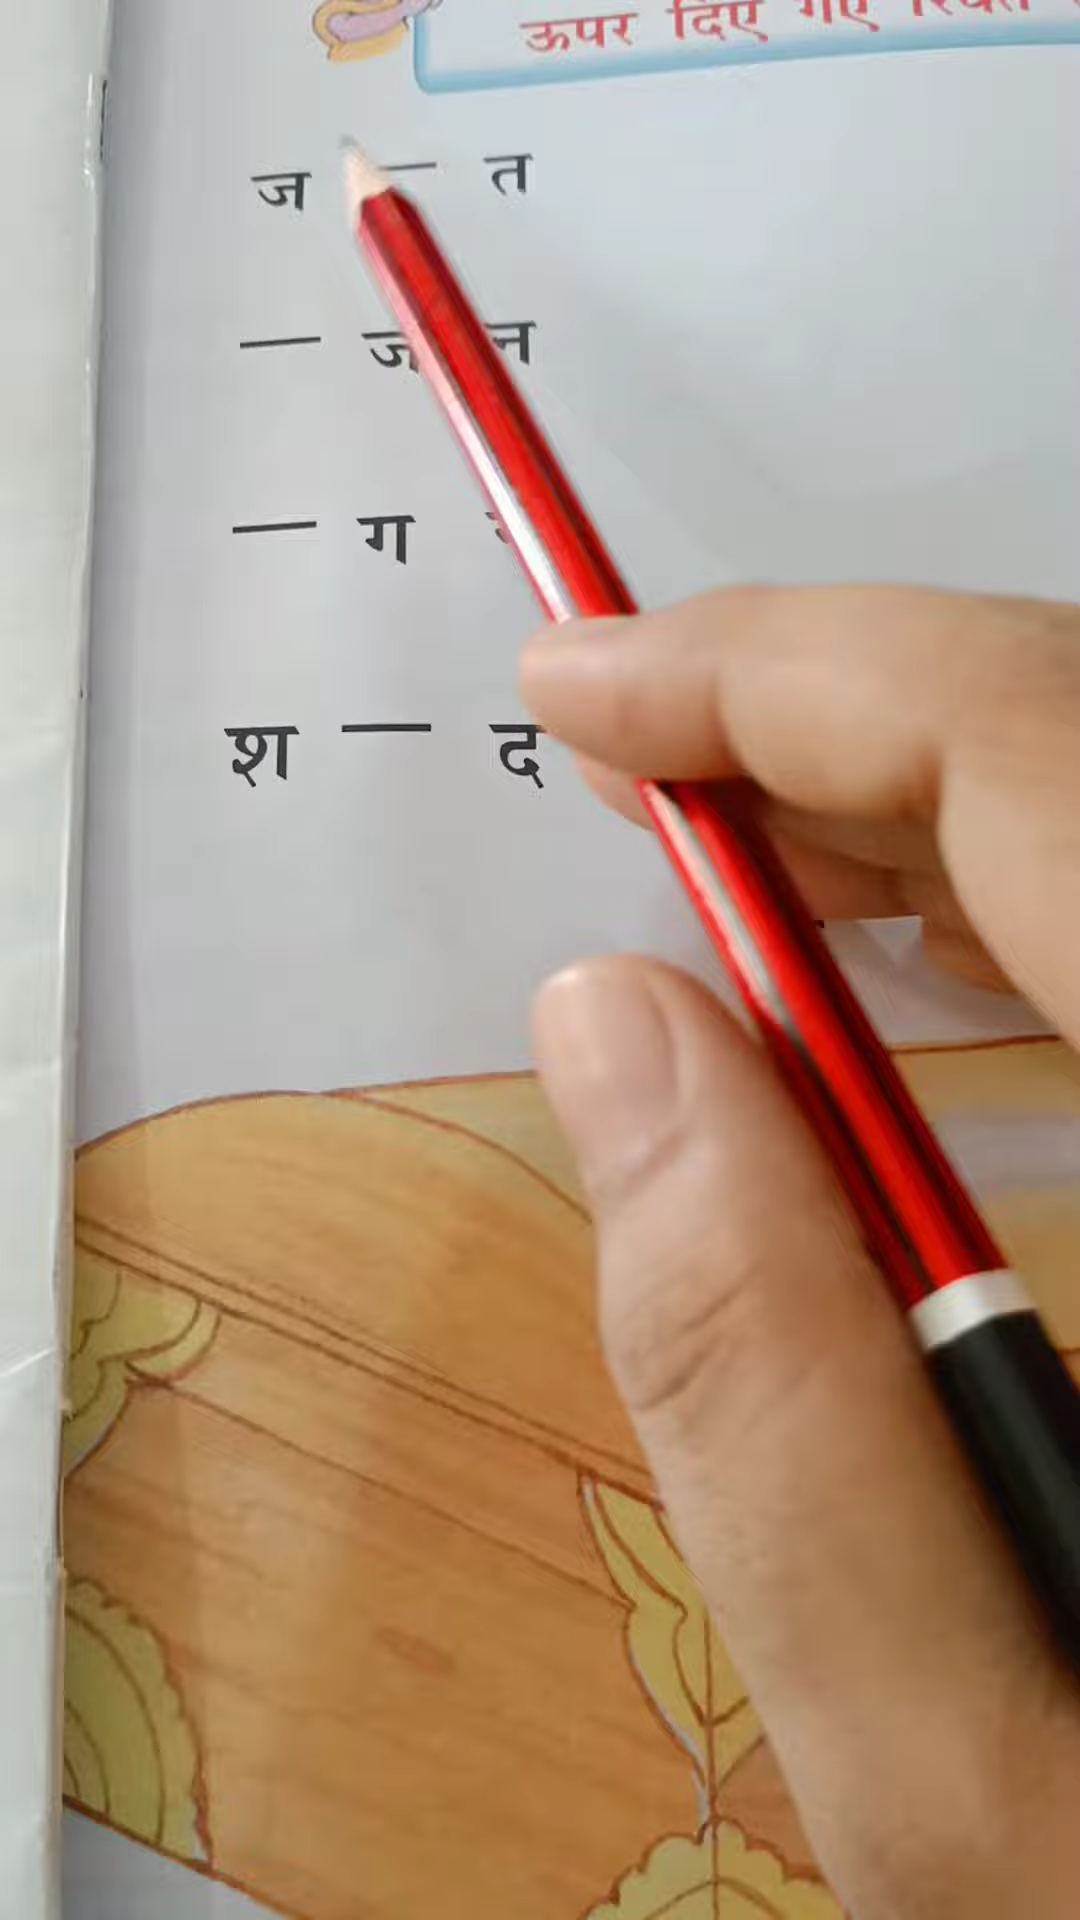 ऊपर दिए गए रिक्त
ज — त
— ज न
— ग
श — द